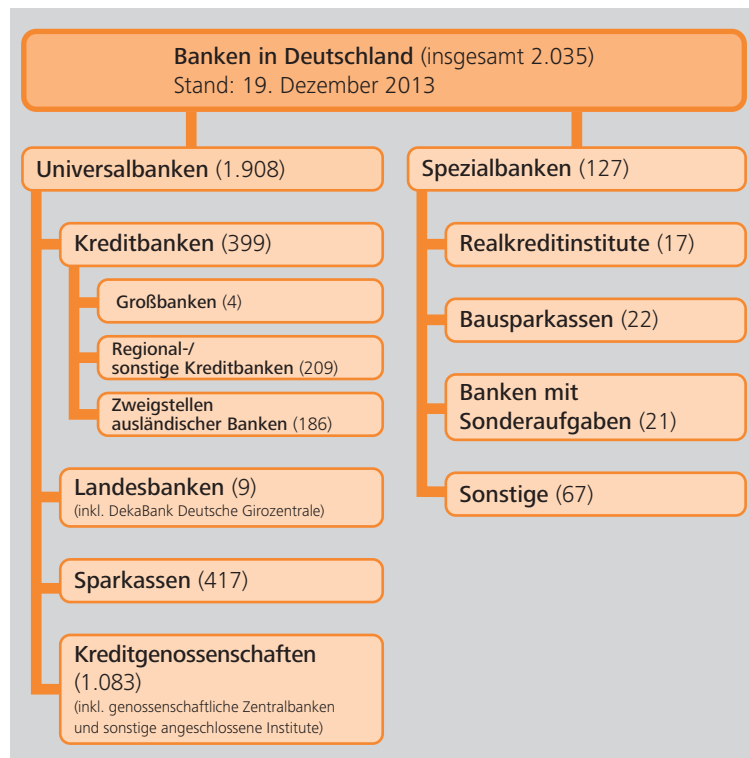 Banken in Deutschland (insgesamt 2.035)
Stand: 19. Dezember 2013
Universalbanken (1.908)
Kreditbanken (399)
Großbanken (4)
Regional-/
sonstige Kreditbanken (209)
Zweigstellen
ausländischer Banken (186)
Landesbanken (9)
(inkl. DekaBank Deutsche Girozentrale)
Sparkassen (417)
Kreditgenossenschaften
(1.083)
(inkl. genossenschaftliche Zentralbanken
und sonstige angeschlossene Institute)
Spezialbanken (127)
Realkreditinstitute (17)
Bausparkassen (22)
Banken mit
Sonderaufgaben (21)
Sonstige (67)